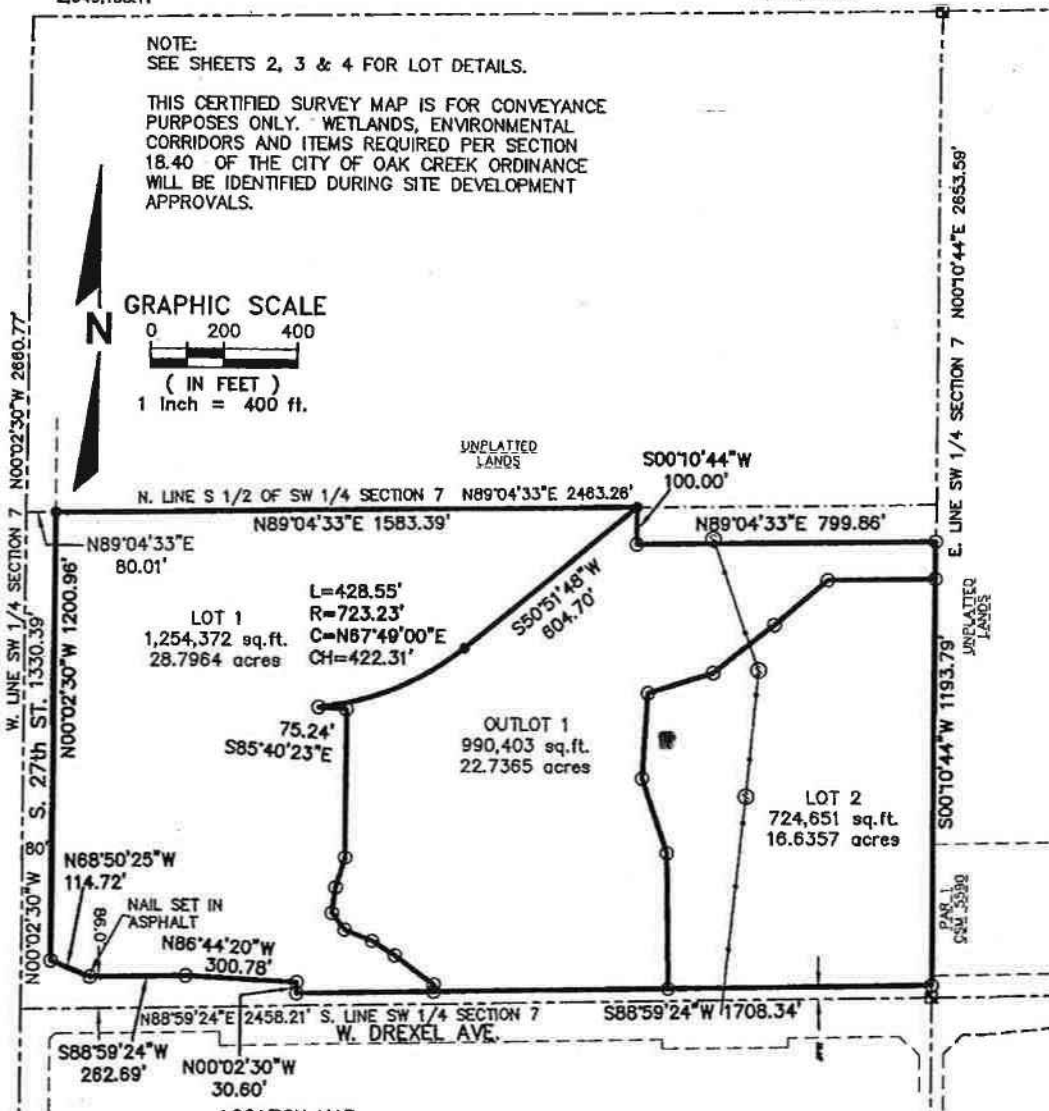 NOTE:
SEE SHEETS 2, 3 & 4 FOR LOT DETAILS.
THIS CERTIFIED SURVEY MAP IS FOR CONVEYANCE
PURPOSES ONLY. WETLANDS, ENVIRONMENTAL
CORRIDORS AND ITEMS REQUIRED PER SECTION
18.40 OF THE CITY OF OAK CREEK ORDINANCE
WILL BE IDENTIFIED DURING SITE DEVELOPMENT
APPROVALS.
N
GRAPHIC SCALE
0 200 400
( IN FEET )
1 inch = 400 ft.
W. LINE SW 1/4 SECTION 7 N00°02'30"W 2660.77'
E. LINE SW 1/4 SECTION 7 N00°10'44"E 2653.59'
UNPLATTED
LANDS
S00°10'44"W
100.00'
N. LINE S 1/2 OF SW 1/4 SECTION 7 N89°04'33"E 2463.26'
N89°04'33"E 1583.39'
N89°04'33"E 799.86'
N89°04'33"E
80.01'
N00°02'30"W 1200.96'
N00°02'30"W 80' S. 27th ST. 1330.39'
LOT 1
1,254,372 sq.ft.
28.7964 acres
L=428.55'
R=723.23'
C=N67°49'00"E
CH=422.31'
S50°51'48"W
604.70'
S
S
S
UNPLATTED
LANDS
S00°10'44"W 1193.79'
75.24'
S85°40'23"E
OUTLOT 1
990,403 sq.ft.
22.7365 acres
LOT 2
724,651 sq.ft.
16.6357 acres
PAR 1
CSM 5590
N68°50'25"W
114.72'
NAIL SET IN
ASPHALT
86.0'
N86°44'20"W
300.78'
N88°59'24"E 2458.21' S. LINE SW 1/4 SECTION 7
S88°59'24"W 1708.34'
W. DREXEL AVE.
S88°59'24"W
262.69'
N00°02'30"W
30.60'